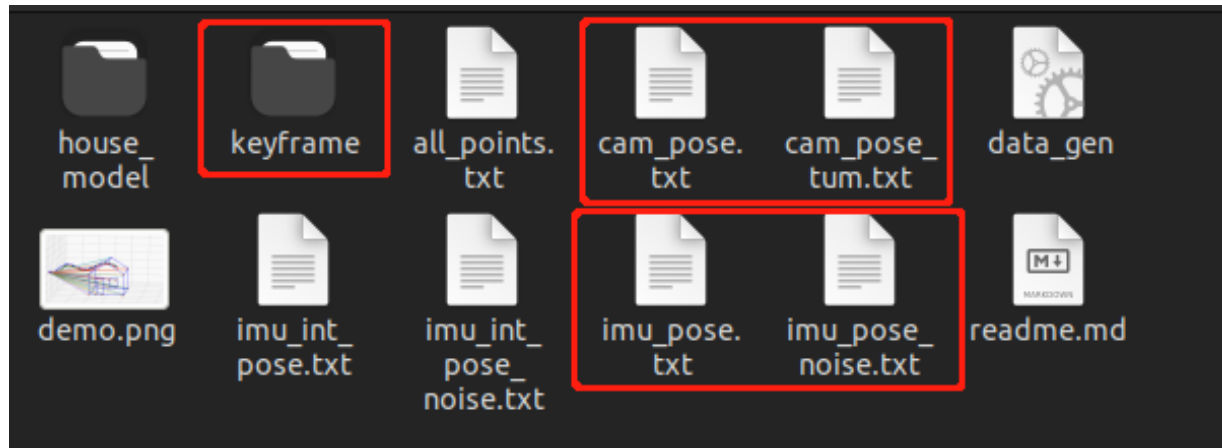 house_
model
keyframe
all_points.
txt
cam_pose.
txt
cam_pose_
tum.txt
data_gen
demo.png
imu_int_
pose.txt
imu_int_
pose_
noise.txt
imu_pose.
txt
imu_pose_
noise.txt
M
MARKDOWN
readme.md